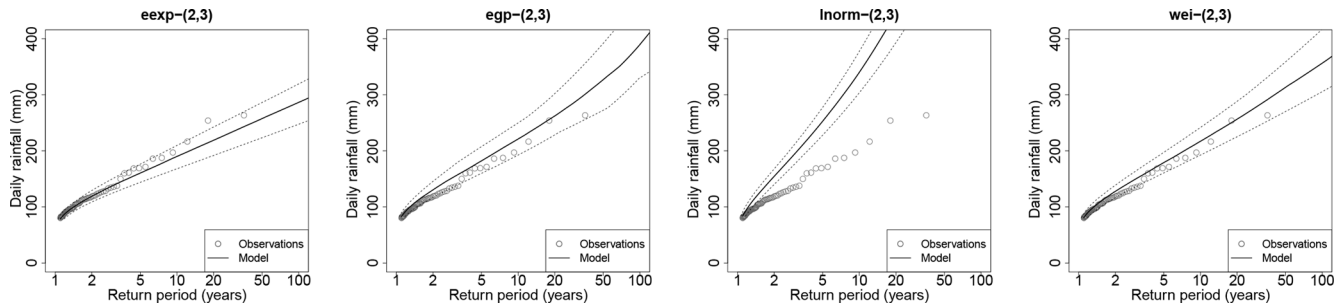 eexp−(2,3)
Daily rainfall (mm)
400
300
200
100
0
Observations
Model
1 2 5 10 20 50 100
Return period (years)
egp−(2,3)
Daily rainfall (mm)
400
300
200
100
0
Observations
Model
1 2 5 10 20 50 100
Return period (years)
lnorm−(2,3)
Daily rainfall (mm)
400
300
200
100
0
Observations
Model
1 2 5 10 20 50 100
Return period (years)
wei−(2,3)
Daily rainfall (mm)
400
300
200
100
0
Observations
Model
1 2 5 10 20 50 100
Return period (years)